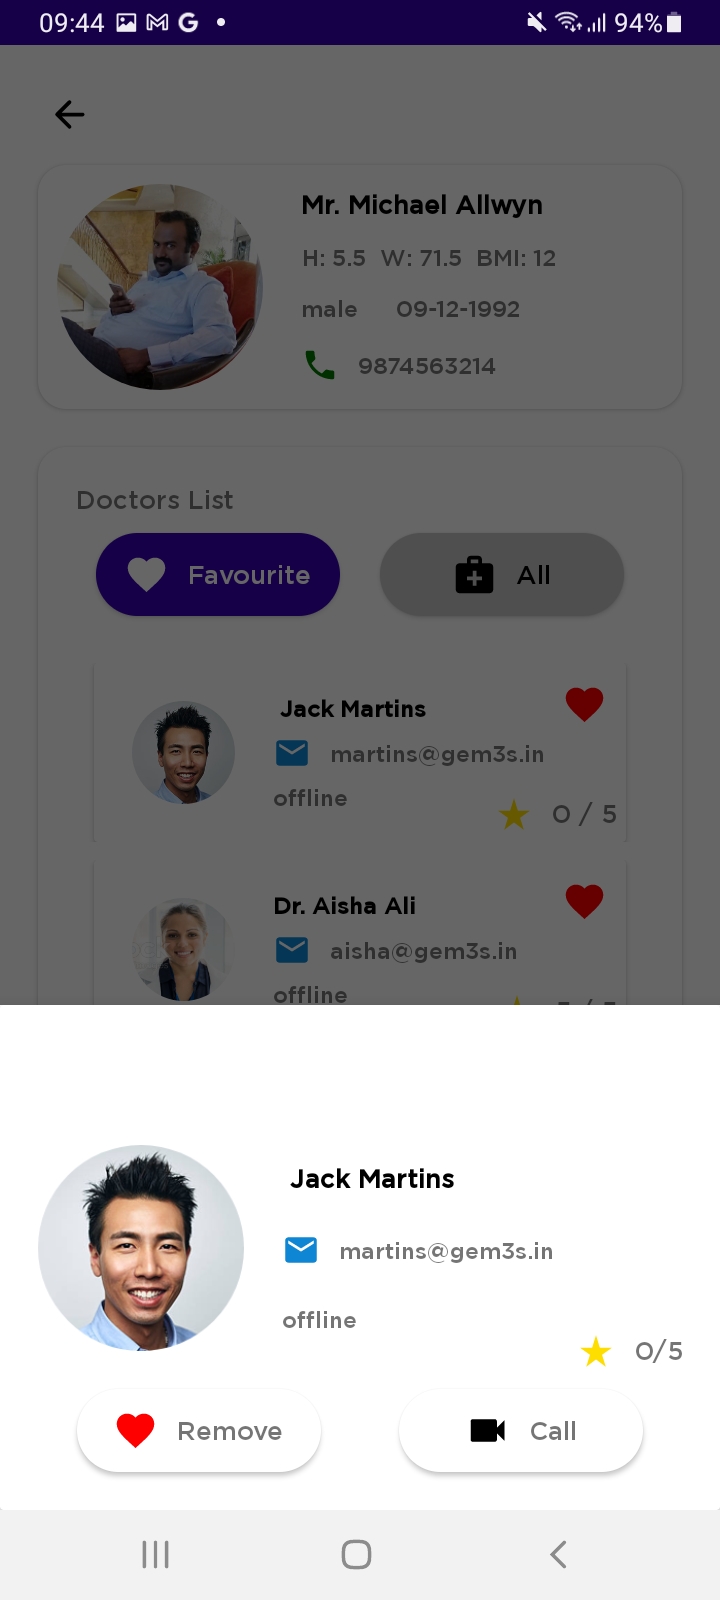 09:44 94%
Mr. Michael Allwyn
H: 5.5 W: 71.5 BMI: 12
male 09-12-1992
9874563214
Doctors List
Favourite All
Jack Martins
martins@gem3s.in
offline
0 / 5
Dr. Aisha Ali
aisha@gem3s.in
offline
Jack Martins
martins@gem3s.in
offline
0/5
Remove Call